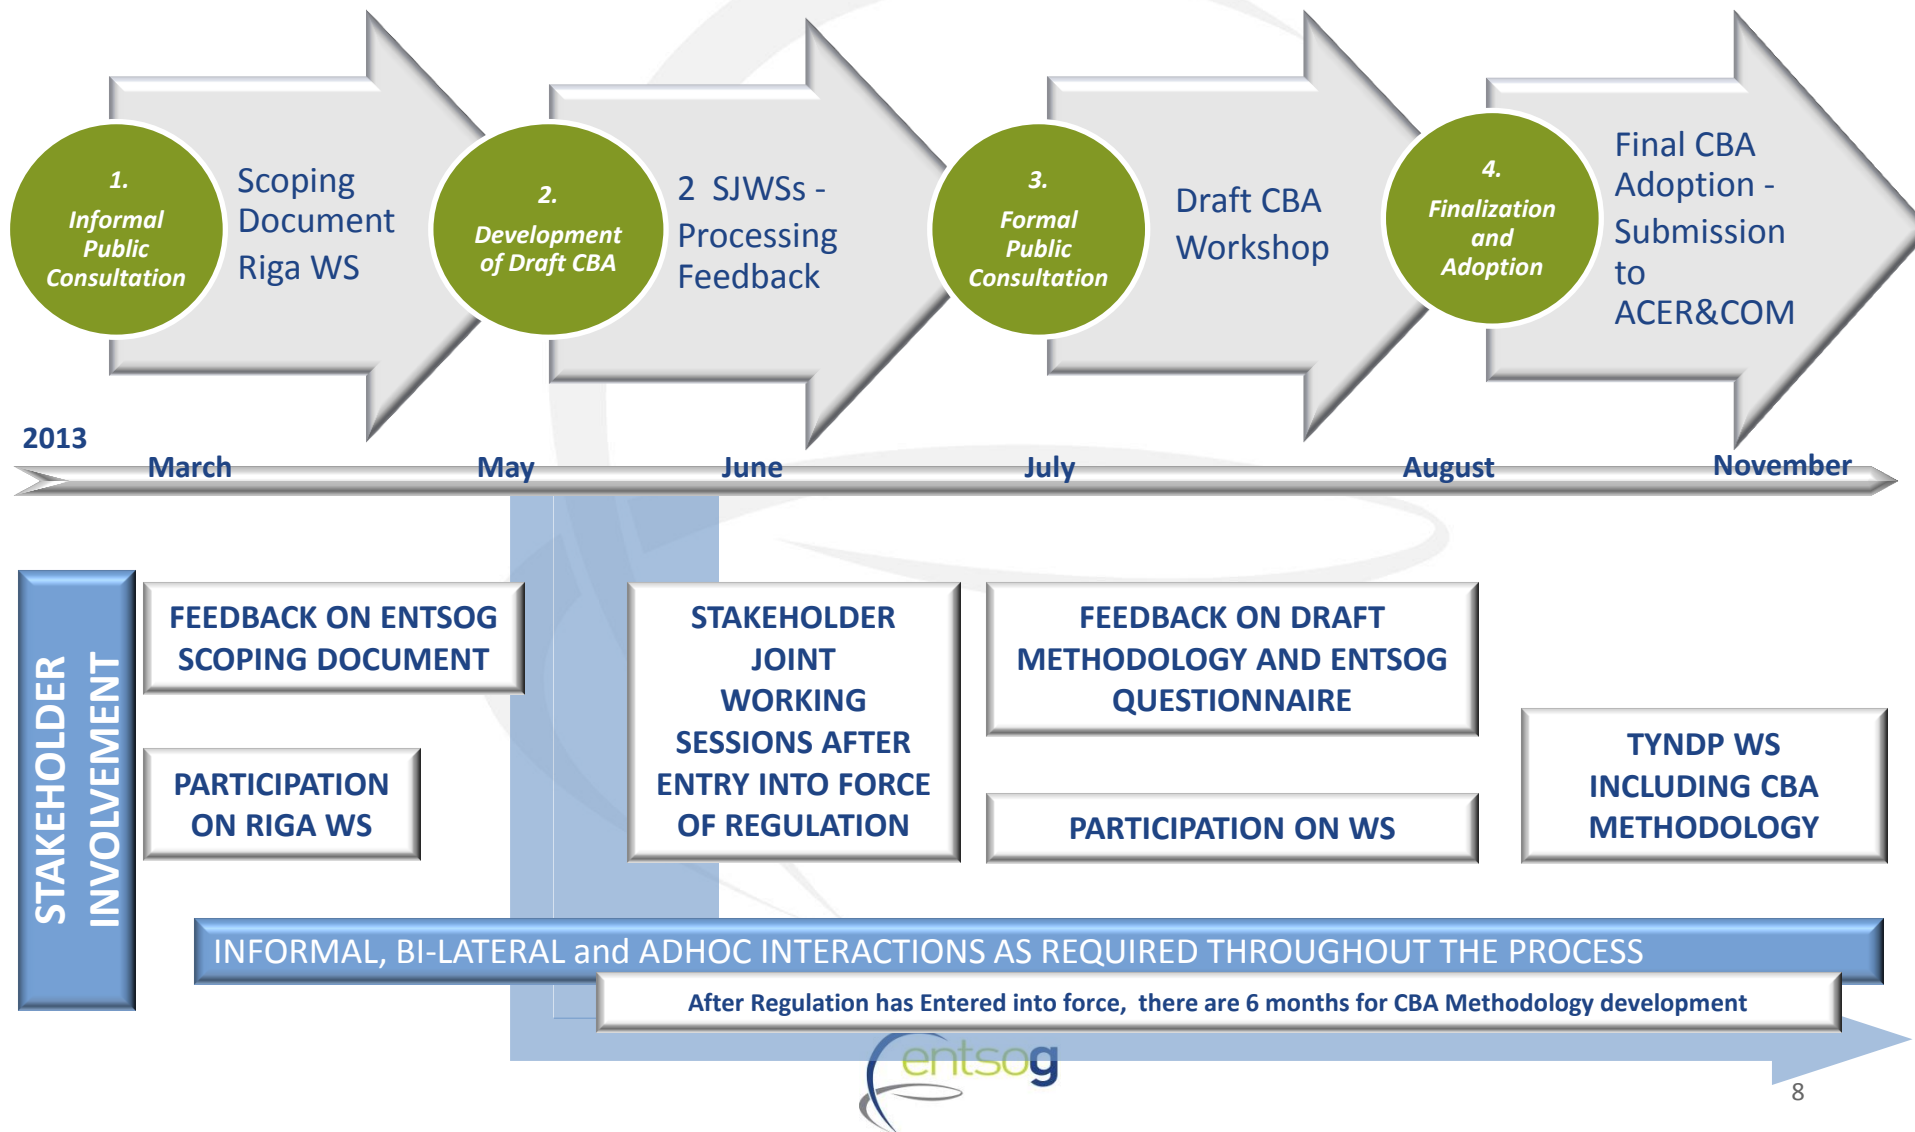 1.
Informal
Public
Consultation
Scoping
Document
Riga WS
2.
Development
of Draft CBA
2 SJWSs -
Processing
Feedback
3.
Formal
Public
Consultation
Draft CBA
Workshop
4.
Finalization
and
Adoption
Final CBA
Adoption -
Submission
to
ACER&COM
2013
March May June July August November
STAKEHOLDER
INVOLVEMENT
FEEDBACK ON ENTSOG
SCOPING DOCUMENT
PARTICIPATION
ON RIGA WS
STAKEHOLDER
JOINT
WORKING
SESSIONS AFTER
ENTRY INTO FORCE
OF REGULATION
FEEDBACK ON DRAFT
METHODOLOGY AND ENTSOG
QUESTIONNAIRE
PARTICIPATION ON WS
TYNDP WS
INCLUDING CBA
METHODOLOGY
INFORMAL, BI-LATERAL and ADHOC INTERACTIONS AS REQUIRED THROUGHOUT THE PROCESS
After Regulation has Entered into force, there are 6 months for CBA Methodology development
entsog
8